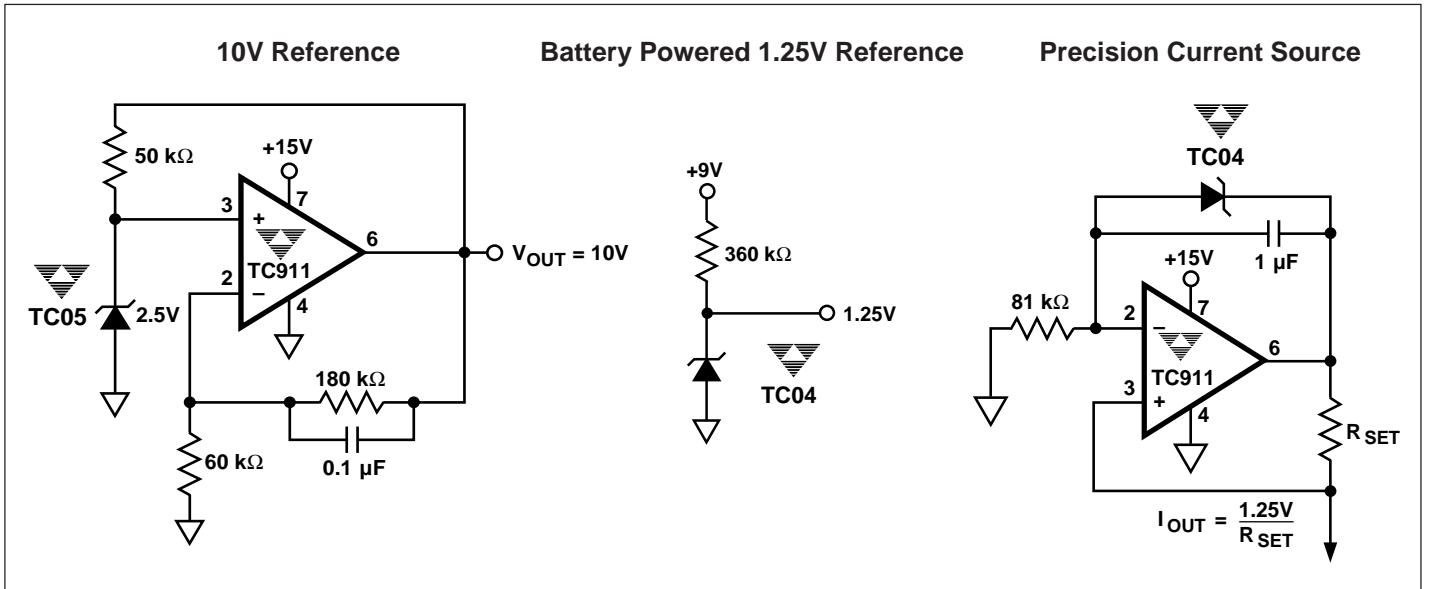 10V Reference
50 kΩ
+15V
7
3
+
6
TC911
VOUT = 10V
2
–
4
TC05
2.5V
180 kΩ
0.1 µF
60 kΩ
Battery Powered 1.25V Reference
+9V
360 kΩ
1.25V
TC04
Precision Current Source
TC04
1 µF
+15V
81 kΩ
7
2
–
6
TC911
3
+
4
RSET
IOUT = 1.25V
RSET